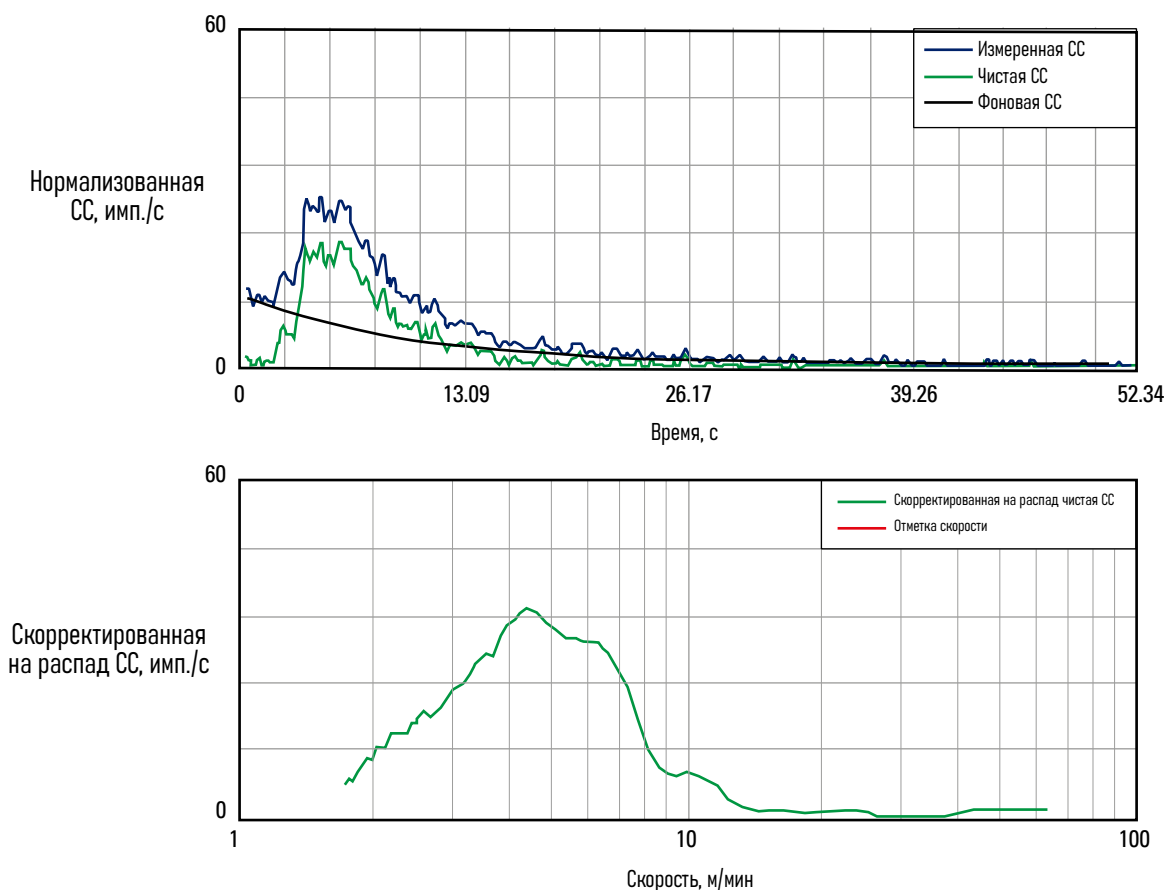 60
Измеренная СС
Чистая СС
Фоновая СС
Нормализованная
СС, имп./с
0
0
13.09
26.17
39.26
52.34
Время, с
60
Скорректированная на распад чистая СС
Отметка скорости
Скорректированная
на распад СС, имп./с
0
1
10
100
Скорость, м/мин